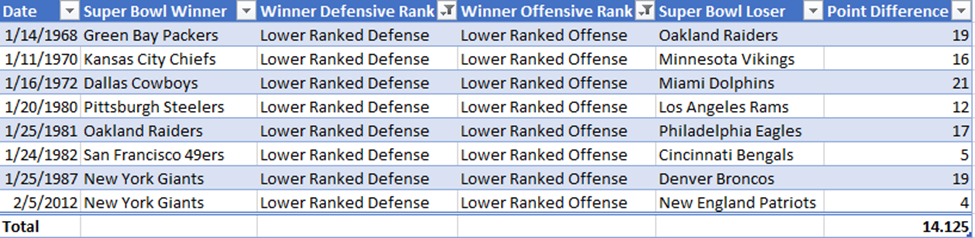 Date Super Bowl Winner Winner Defensive Rank Winner Offensive Rank Super Bowl Loser Point Difference
1/14/1968 Green Bay Packers Lower Ranked Defense Lower Ranked Offense Oakland Raiders 19
1/11/1970 Kansas City Chiefs Lower Ranked Defense Lower Ranked Offense Minnesota Vikings 16
1/16/1972 Dallas Cowboys Lower Ranked Defense Lower Ranked Offense Miami Dolphins 21
1/20/1980 Pittsburgh Steelers Lower Ranked Defense Lower Ranked Offense Los Angeles Rams 12
1/25/1981 Oakland Raiders Lower Ranked Defense Lower Ranked Offense Philadelphia Eagles 17
1/24/1982 San Francisco 49ers Lower Ranked Defense Lower Ranked Offense Cincinnati Bengals 5
1/25/1987 New York Giants Lower Ranked Defense Lower Ranked Offense Denver Broncos 19
2/5/2012 New York Giants Lower Ranked Defense Lower Ranked Offense New England Patriots 4
Total 14.125